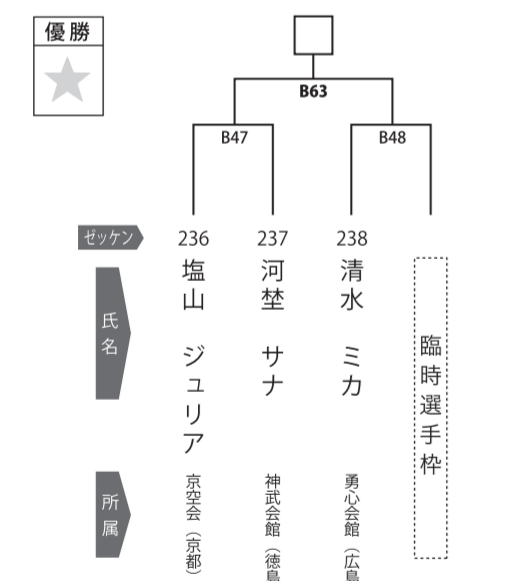 優勝
B63
B47
B48
ゼッケン
236
237
238
氏名
塩山 ジュリア
河埜 サナ
清水 ミカ
臨時選手枠
所属
京空会（京都）
神武会館（徳島
勇心会館（広島